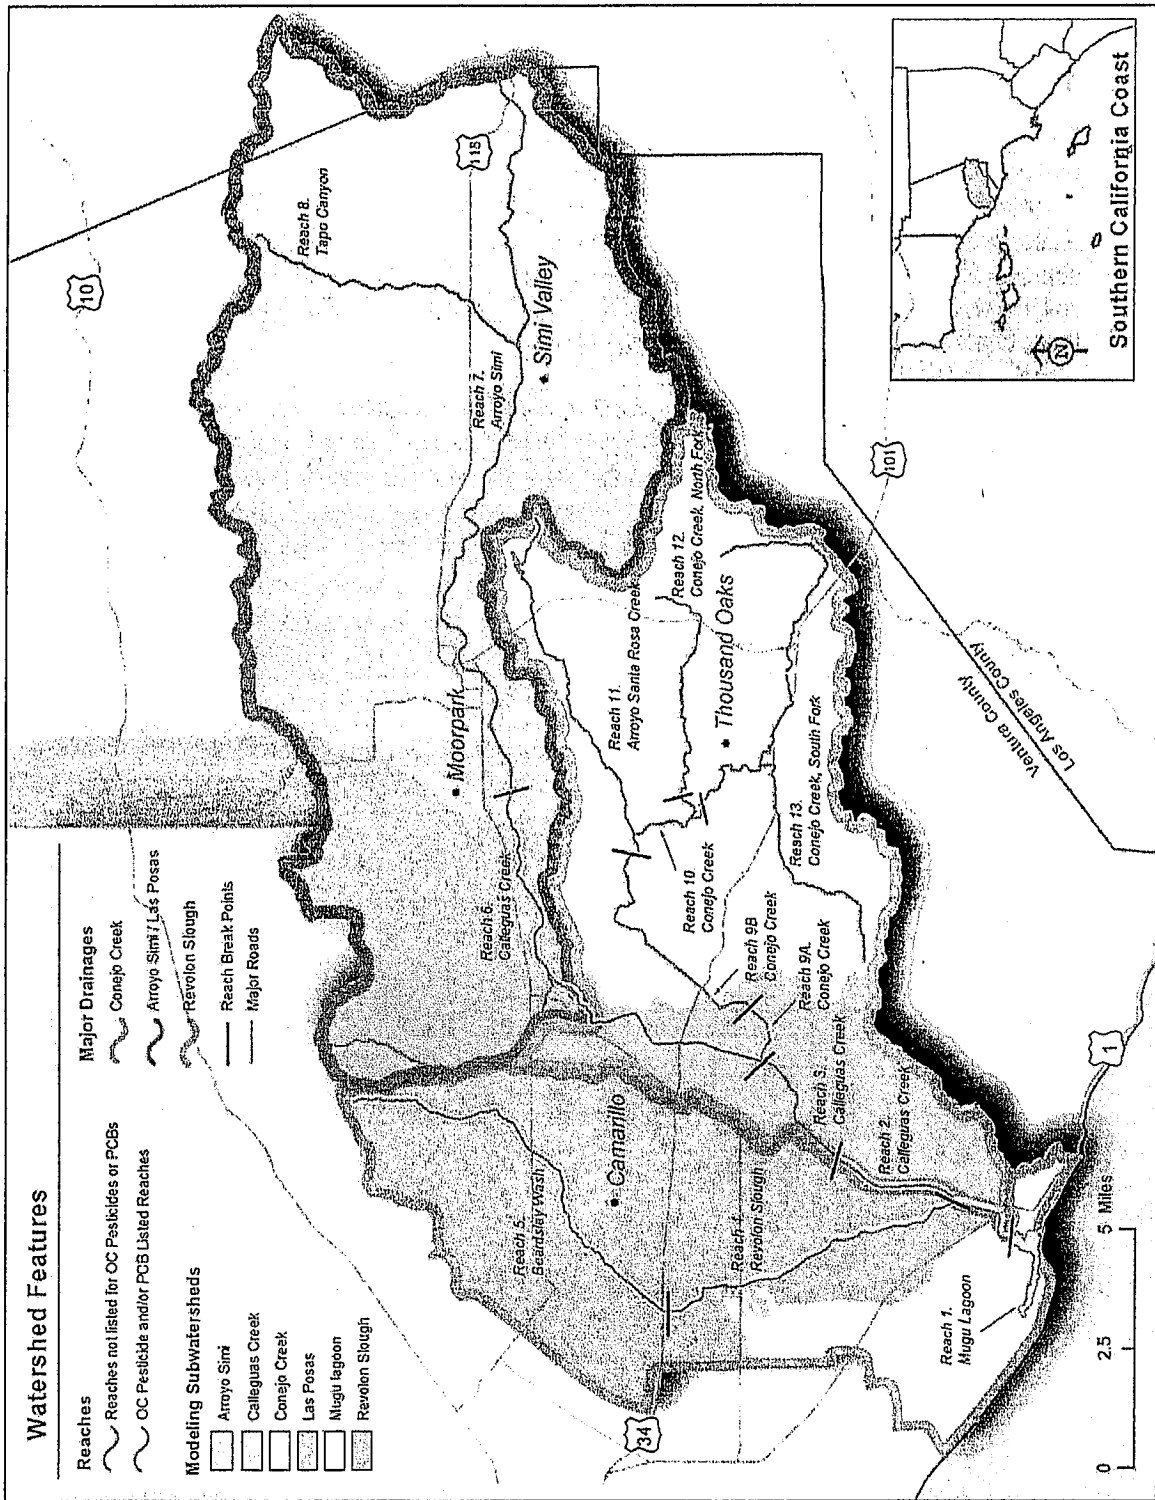 Watershed Features
Reaches
Reaches not listed for OC Pesticides or PCBs
OC Pesticide and/or PCB Listed Reaches
Modeling Subwatersheds
Arroyo Simi
Calleguas Creek
Conejo Creek
Las Posas
Mugu lagoon
Revolon Slough
Major Drainages
Conejo Creek
Arroyo Simi / Las Posas
Revolon Slough
Reach Break Points
Major Roads
10
118
Reach 8.
Tapo Canyon
Reach 7.
Arroyo Simi
Simi Valley
Moorpark
Reach 6.
Calleguas Creek
Reach 12.
Conejo Creek, North Fork
Reach 11.
Arroyo Santa Rosa Creek
Thousand Oaks
Reach 10
Conejo Creek
Reach 13.
Conejo Creek, South Fork
Reach 9B
Conejo Creek
Reach 9A.
Conejo Creek
Reach 3.
Calleguas Creek
Reach 2.
Calleguas Creek
Camarillo
Reach 5.
Beardsley Wash
Reach 4.
Revolon Slough
Reach 1.
Mugu Lagoon
34
101
1
Ventura County
Los Angeles County
0 2.5 5 Miles
N
Southern California Coast